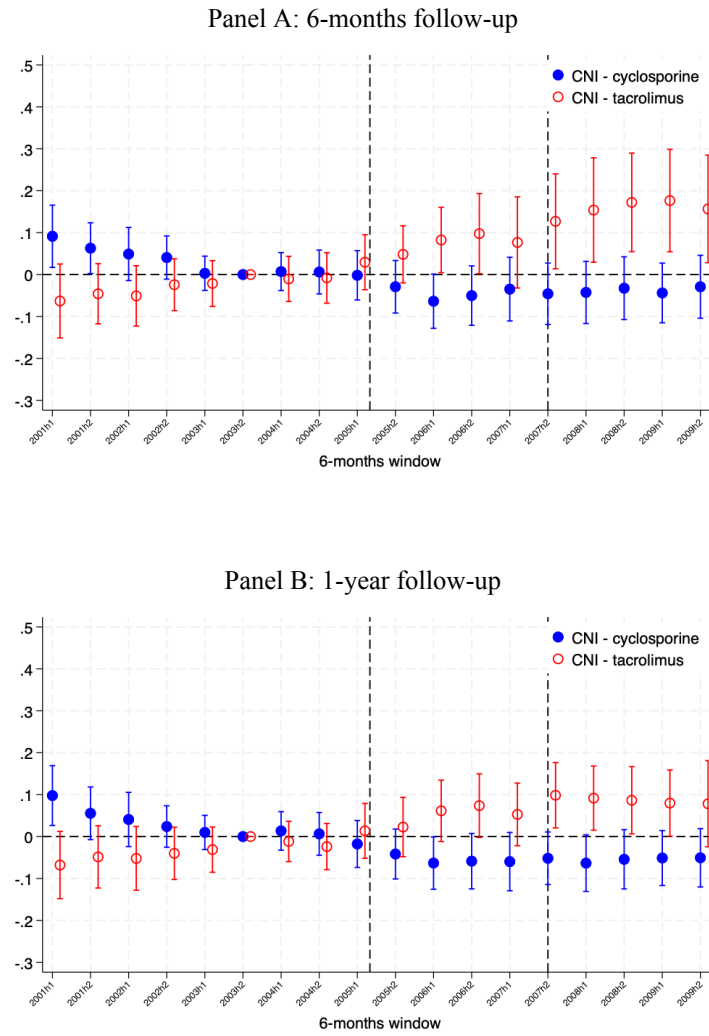 Panel A: 6-months follow-up
CNI - cyclosporine
CNI - tacrolimus
.5
.4
.3
.2
.1
0
-.1
-.2
-.3
2001h1 2001h2 2002h1 2002h2 2003h1 2003h2 2004h1 2004h2 2005h1 2005h2 2006h1 2006h2 2007h1 2007h2 2008h1 2008h2 2009h1 2009h2
6-months window
Panel B: 1-year follow-up
CNI - cyclosporine
CNI - tacrolimus
.5
.4
.3
.2
.1
0
-.1
-.2
-.3
2001h1 2001h2 2002h1 2002h2 2003h1 2003h2 2004h1 2004h2 2005h1 2005h2 2006h1 2006h2 2007h1 2007h2 2008h1 2008h2 2009h1 2009h2
6-months window